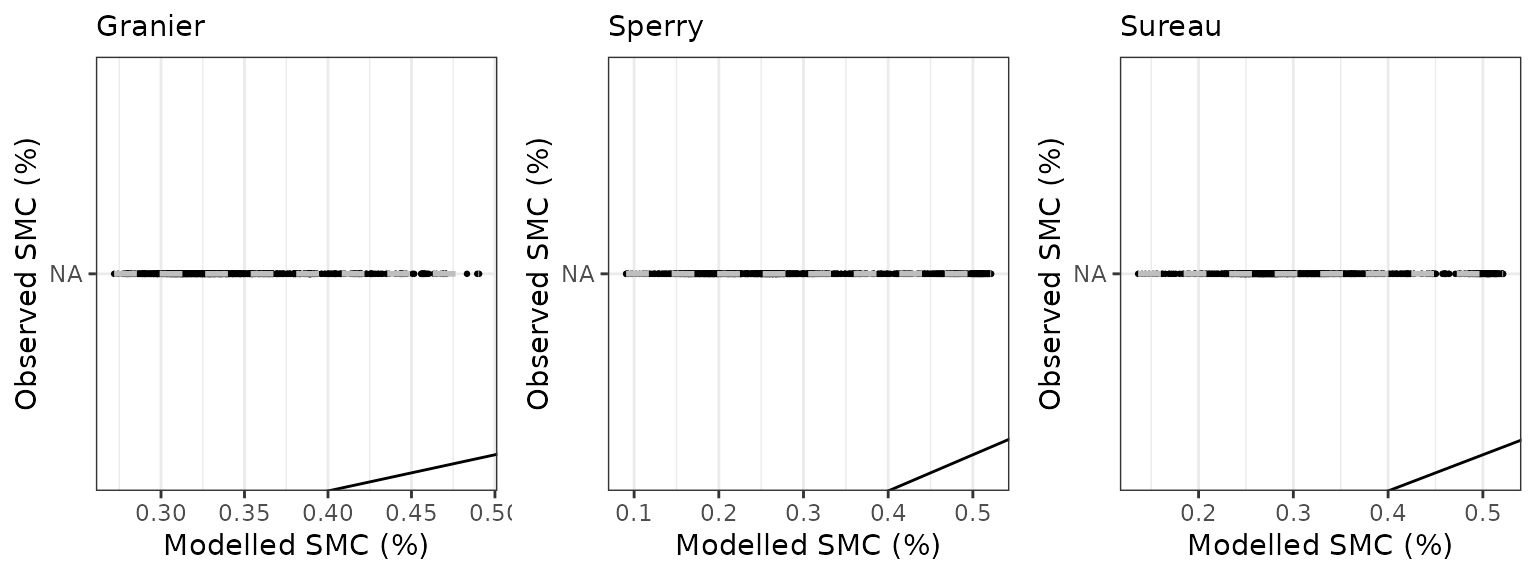 Granier
Observed SMC (%)
NA
0.30 0.35 0.40 0.45 0.50
Modelled SMC (%)
Sperry
Observed SMC (%)
NA
0.1 0.2 0.3 0.4 0.5
Modelled SMC (%)
Sureau
Observed SMC (%)
NA
0.2 0.3 0.4 0.5
Modelled SMC (%)